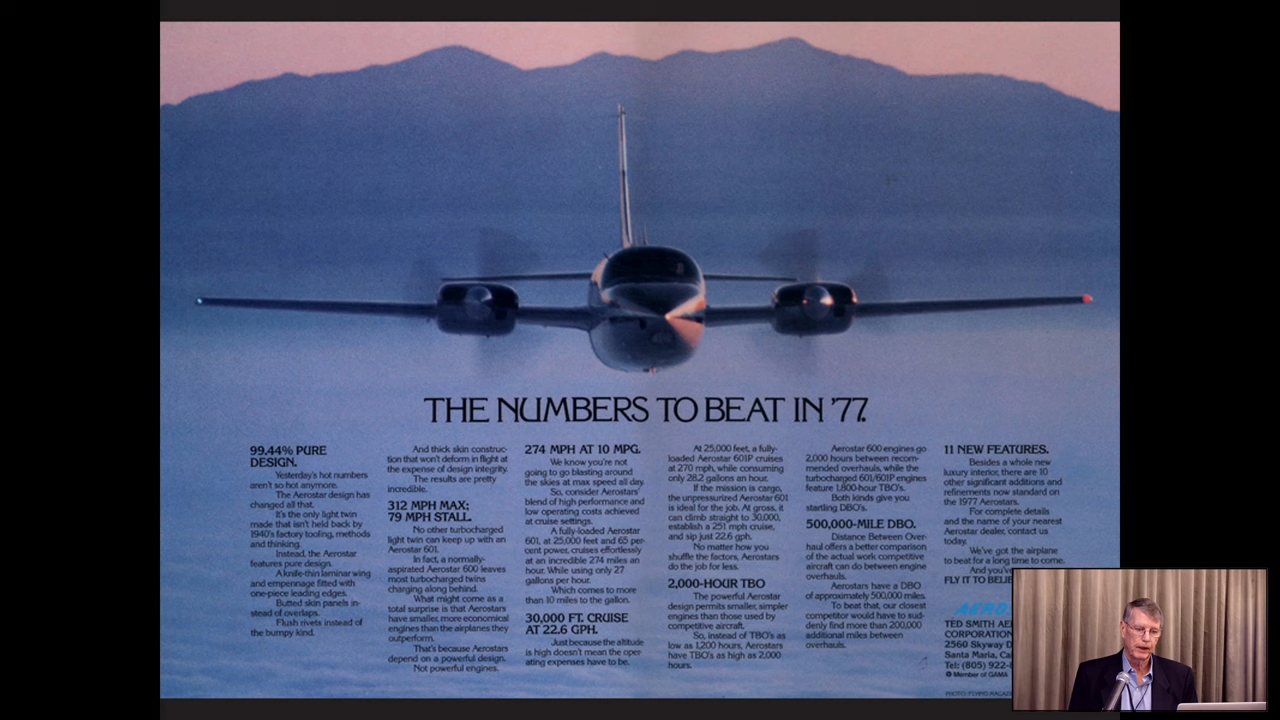 THE NUMBERS TO BEAT IN '77.
99.44% PURE
DESIGN.
Yesterday's hot numbers
aren't so hot anymore.
The Aerostar design has
changed all that.
It's the only light twin
made that isn't held back by
1940's factory tooling, methods
and thinking.
Instead, the Aerostar
features pure design.
A knife-thin laminar wing
and empennage fitted with
one-piece leading edges.
Butted skin panels in-
stead of overlaps.
Flush rivets instead of
the bumpy kind.
And thick skin construc-
tion that won't deform in flight at
the expense of design integrity.
The results are pretty
incredible.
312 MPH MAX;
79 MPH STALL.
No other turbocharged
light twin can keep up with an
Aerostar 601.
In fact, a normally-
aspirated Aerostar 600 leaves
most turbocharged twins
charging along behind.
What might come as a
total surprise is that Aerostars
have smaller, more economical
engines than the airplanes they
outperform.
That's because Aerostars
depend on a powerful design.
Not powerful engines.
274 MPH AT 10 MPG.
We know you're not
going to go blasting around
the skies at max speed all day.
So, consider Aerostars'
blend of high performance and
low operating costs achieved
at cruise settings.
A fully-loaded Aerostar
601, at 25,000 feet and 65 per-
cent power, cruises effortlessly
at an incredible 274 miles an
hour. While using only 27
gallons per hour.
Which comes to more
than 10 miles to the gallon.
30,000 FT. CRUISE
AT 22.6 GPH.
Just because the altitude
is high doesn't mean the oper-
ating expenses have to be.
At 25,000 feet, a fully-
loaded Aerostar 601P cruises
at 270 mph, while consuming
only 28.2 gallons an hour.
If the mission is cargo,
the unpressurized Aerostar 601
is ideal for the job. At gross, it
can climb straight to 30,000,
establish a 251 mph cruise,
and sip just 22.6 gph.
No matter how you
shuffle the factors, Aerostars
do the job for less.
2,000-HOUR TBO
The powerful Aerostar
design permits smaller, simpler
engines than those used by
competitive aircraft.
So, instead of TBO's as
low as 1,200 hours, Aerostars
have TBO's as high as 2,000
hours.
Aerostar 600 engines go
2,000 hours between recom-
mended overhauls, while the
turbocharged 601/601P engines
feature 1,800-hour TBO's.
Both kinds give you
startling DBO's.
500,000-MILE DBO.
Distance Between Over-
haul offers a better comparison
of the actual work competitive
aircraft can do between engine
overhauls.
Aerostars have a DBO
of approximately 500,000 miles.
To beat that, our closest
competitor would have to sud-
denly find more than 200,000
additional miles between
overhauls.
11 NEW FEATURES.
Besides a whole new
luxury interior, there are 10
other significant additions and
refinements now standard on
the 1977 Aerostars.
For complete details
and the name of your nearest
Aerostar dealer, contact us
today.
We've got the airplane
to beat for a long time to come.
And you've
FLY IT TO BELIE
AERO
TED SMITH AE
CORPORATION
2560 Skyway D
Santa Maria, Ca
Tel: (805) 922-
Member of GAMA